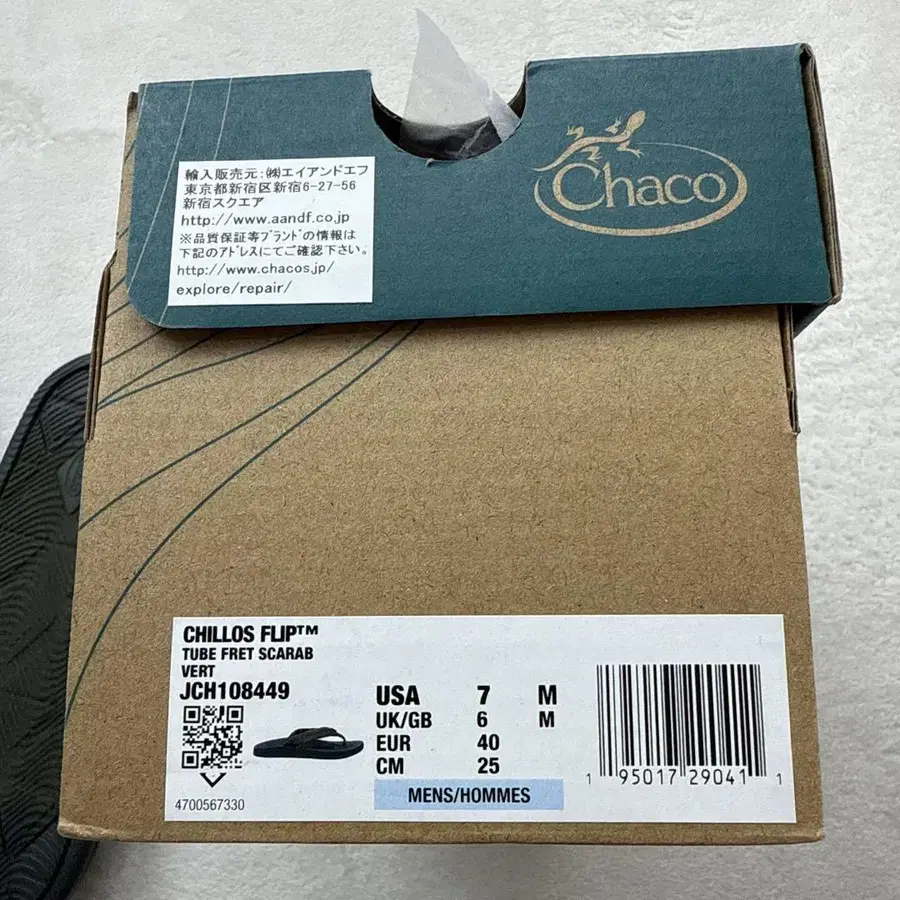 輸入販売元：㈱エイアンドエフ
東京都新宿区新宿6-27-56
新宿スクエア
http://www.aandf.co.jp
※品質保証等ﾌﾞﾗﾝﾄﾞの情報は
下記のｱﾄﾞﾚｽにてご確認下さい。
http://www.chacos.jp/
explore/repair/
Chaco
CHILLOS FLIP™
TUBE FRET SCARAB
VERT
JCH108449
4700567330
USA 7 M
UK/GB 6 M
EUR 40
CM 25
MENS/HOMMES
1 95017 29041 1